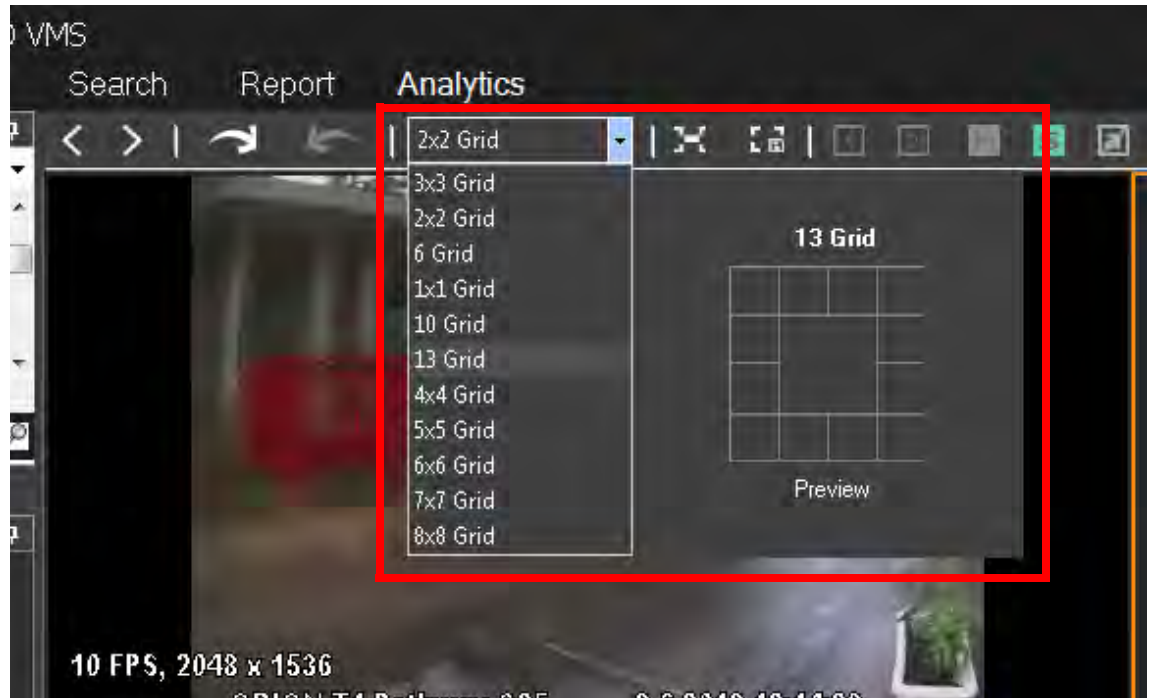 VMS
Search Report Analytics
2x2 Grid
3x3 Grid
2x2 Grid
6 Grid
1x1 Grid
10 Grid
13 Grid
4x4 Grid
5x5 Grid
6x6 Grid
7x7 Grid
8x8 Grid
13 Grid
Preview
10 FPS, 2048 x 1536